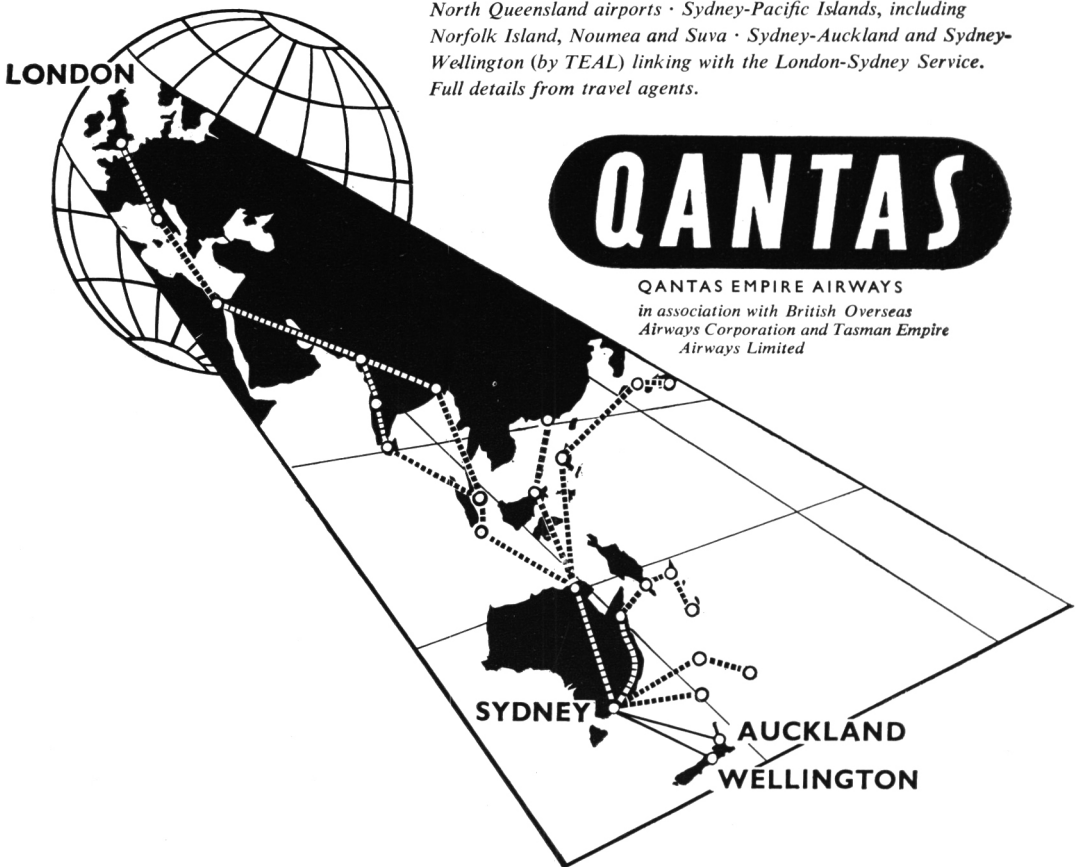 North Queensland airports · Sydney-Pacific Islands, including
Norfolk Island, Noumea and Suva · Sydney-Auckland and Sydney-
Wellington (by TEAL) linking with the London-Sydney Service.
Full details from travel agents.
LONDON
QANTAS
QANTAS EMPIRE AIRWAYS
in association with British Overseas
Airways Corporation and Tasman Empire
Airways Limited
SYDNEY
AUCKLAND
WELLINGTON